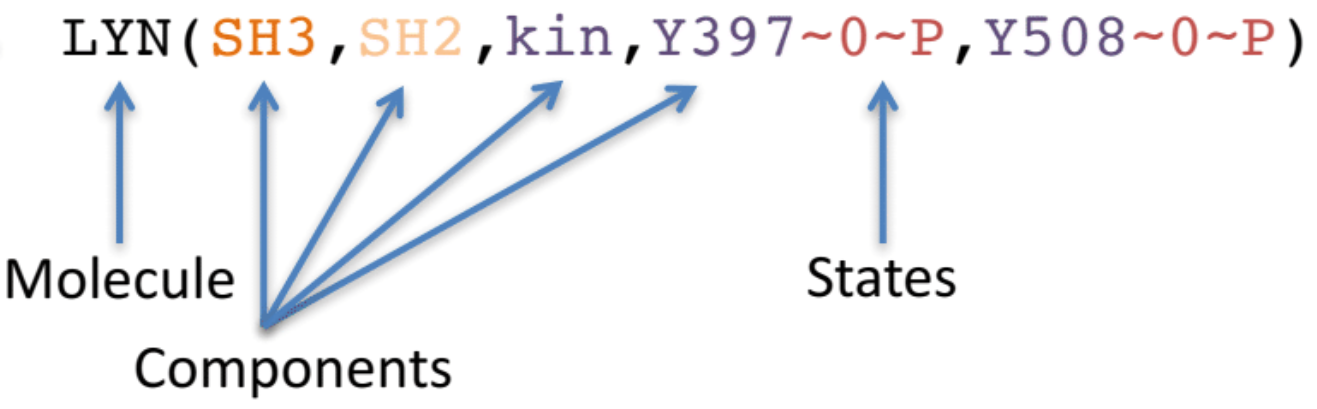 LYN(SH3,SH2,kin,Y397~0~P,Y508~0~P)
Molecule
States
Components